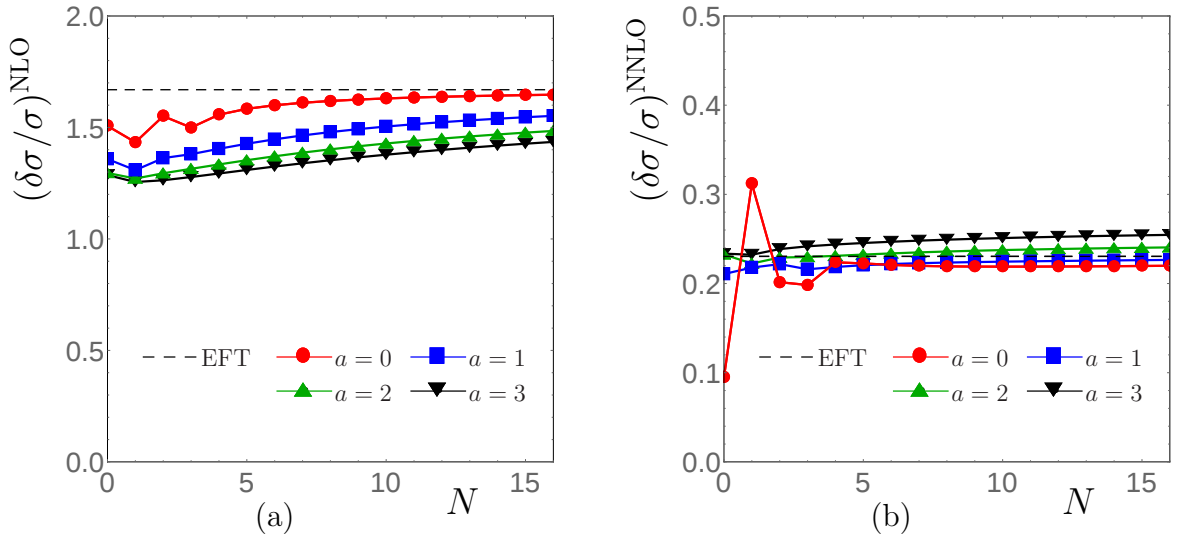 (δσ/σ)^NLO
2.0
1.5
1.0
0.5
0.0
0
5
10
15
N
EFT
a = 0
a = 1
a = 2
a = 3
(a)
(δσ/σ)^NNLO
0.5
0.4
0.3
0.2
0.1
0.0
0
5
10
15
N
EFT
a = 0
a = 1
a = 2
a = 3
(b)